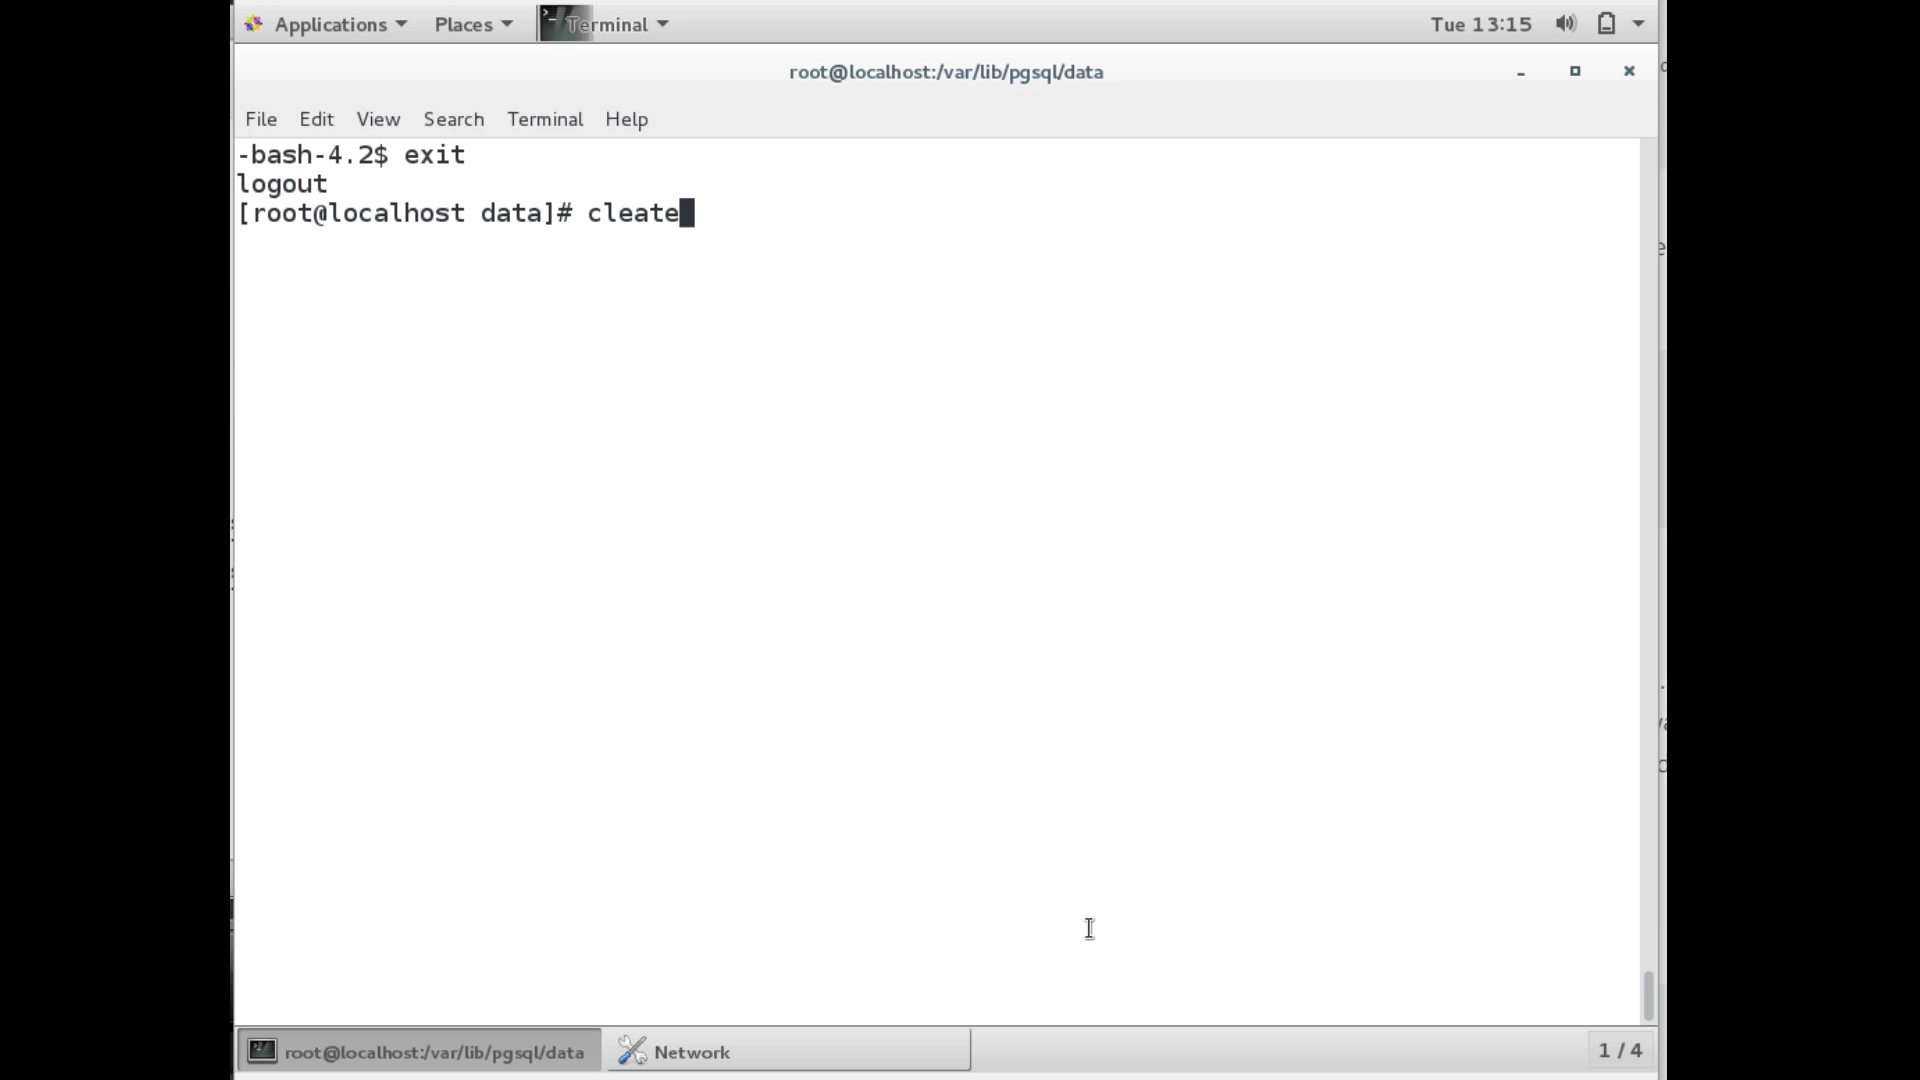 Applications Places Terminal Tue 13:15
root@localhost:/var/lib/pgsql/data
File Edit View Search Terminal Help
-bash-4.2$ exit
logout
[root@localhost data]# cleate
root@localhost:/var/lib/pgsql/data Network 1 / 4